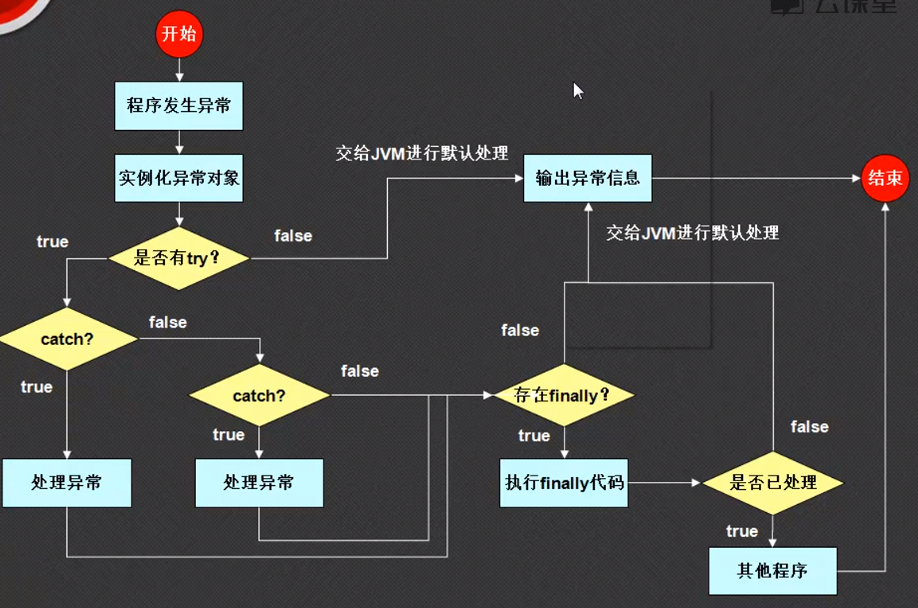 云课堂
开始
程序发生异常
交给JVM进行默认处理
实例化异常对象
输出异常信息
结束
true
false
是否有try?
交给JVM进行默认处理
catch?
false
false
true
catch?
false
存在finally?
true
true
false
处理异常
处理异常
执行finally代码
是否已处理
true
其他程序